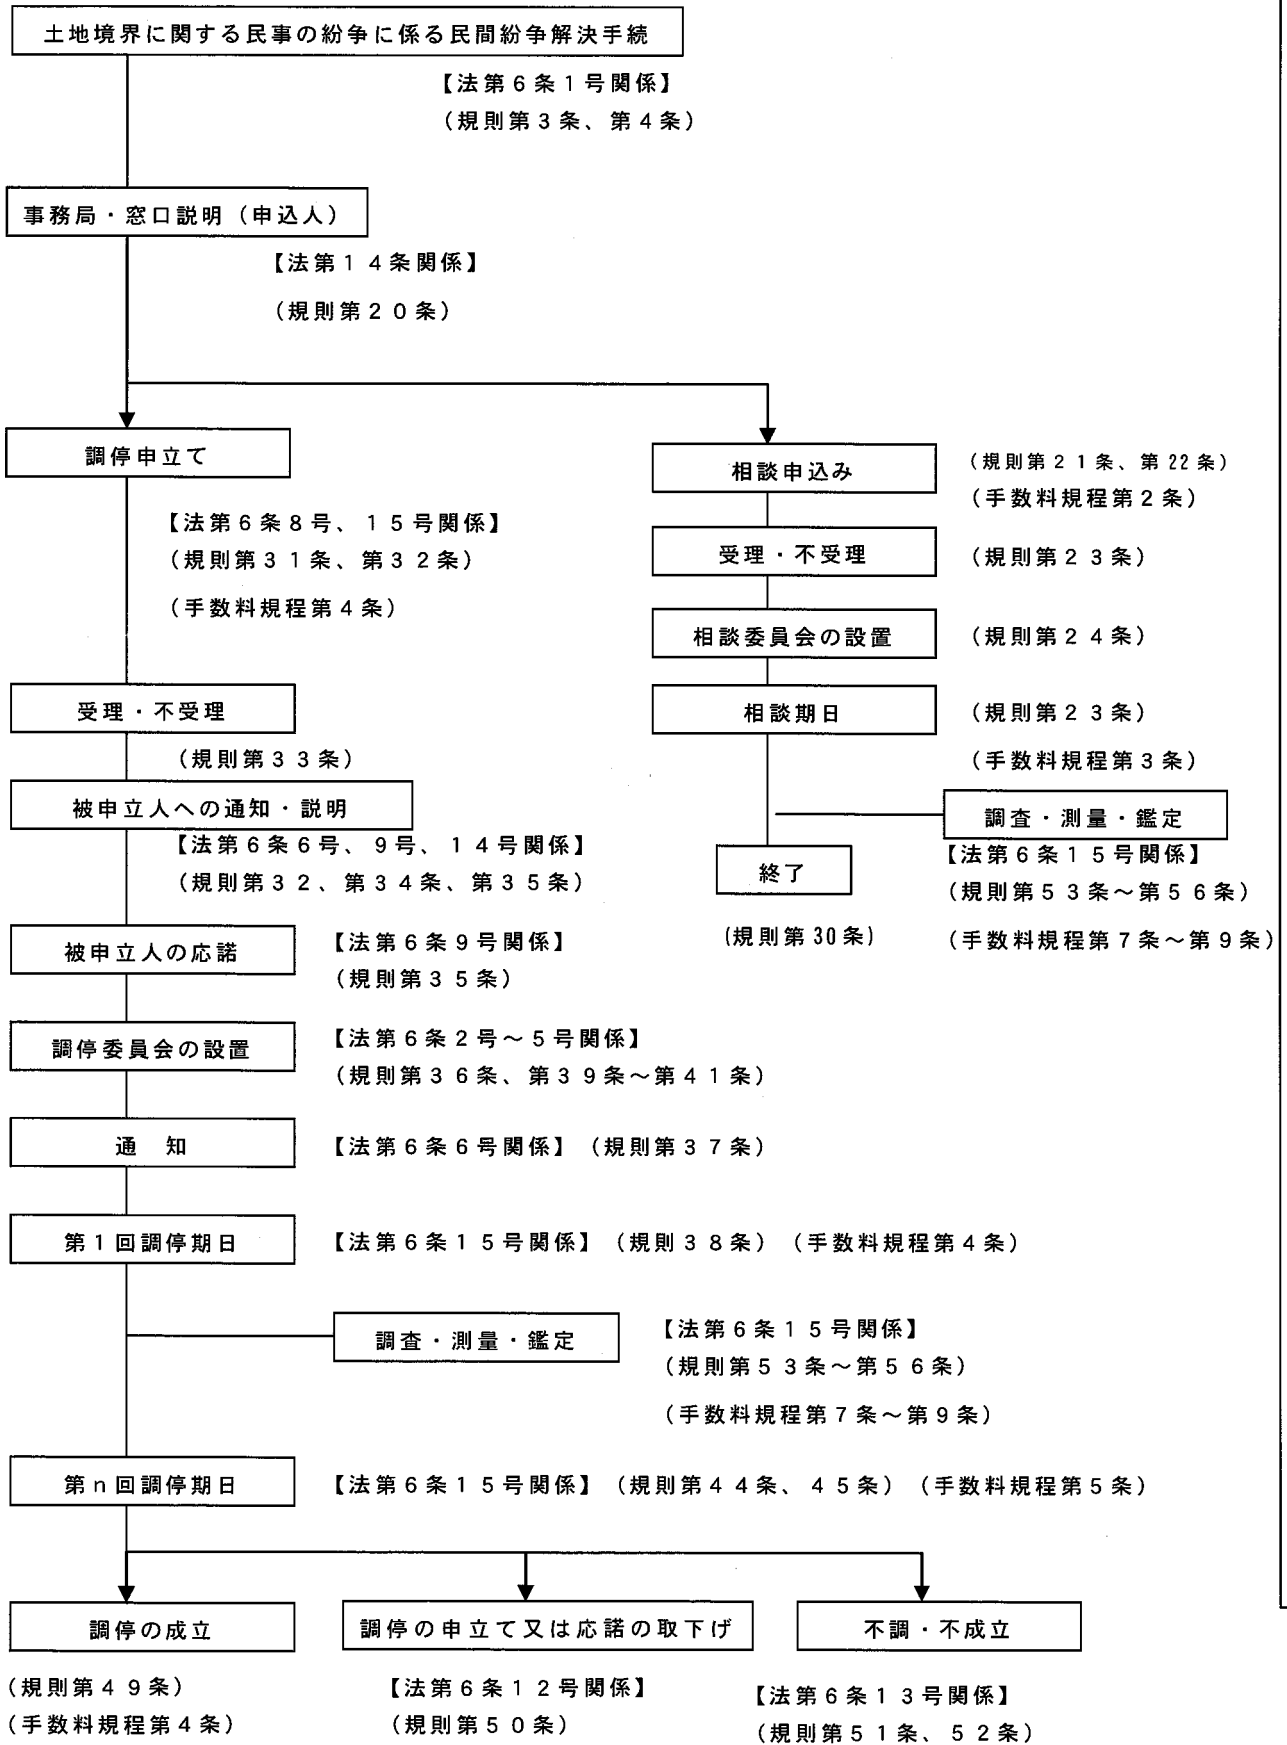 土地境界に関する民事の紛争に係る民間紛争解決手続
【法第６条１号関係】
（規則第３条、第４条）
事務局・窓口説明（申込人）
【法第１４条関係】
（規則第２０条）
調停申立て
【法第６条８号、１５号関係】
（規則第３１条、第３２条）
（手数料規程第４条）
受理・不受理
（規則第３３条）
被申立人への通知・説明
【法第６条６号、９号、１４号関係】
（規則第３２、第３４条、第３５条）
相談申込み
（規則第２１条、第22条）
（手数料規程第２条）
受理・不受理
（規則第２３条）
相談委員会の設置
（規則第２４条）
相談期日
（規則第２３条）
（手数料規程第３条）
調査・測量・鑑定
【法第６条１５号関係】
（規則第５３条～第５６条）
（手数料規程第７条～第９条）
終了
(規則第30条)
被申立人の応諾
【法第６条９号関係】
（規則第３５条）
調停委員会の設置
【法第６条２号～５号関係】
（規則第３６条、第３９条～第４１条）
通　知
【法第６条６号関係】（規則第３７条）
第１回調停期日
【法第６条１５号関係】（規則３８条）（手数料規程第４条）
調査・測量・鑑定
【法第６条１５号関係】
（規則第５３条～第５６条）
（手数料規程第７条～第９条）
第ｎ回調停期日
【法第６条１５号関係】（規則第４４条、４５条）（手数料規程第５条）
調停の成立
（規則第４９条）
（手数料規程第４条）
調停の申立て又は応諾の取下げ
【法第６条１２号関係】
（規則第５０条）
不調・不成立
【法第６条１３号関係】
（規則第５１条、５２条）